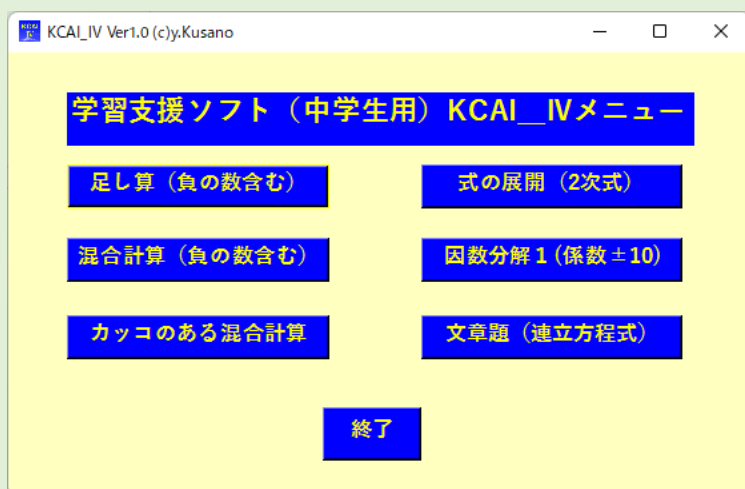 KCAI_IV Ver1.0 (c)y.Kusano
学習支援ソフト（中学生用）KCAI＿Ⅳメニュー
足し算（負の数含む）
式の展開（2次式）
混合計算（負の数含む）
因数分解１(係数±10)
カッコのある混合計算
文章題（連立方程式）
終了